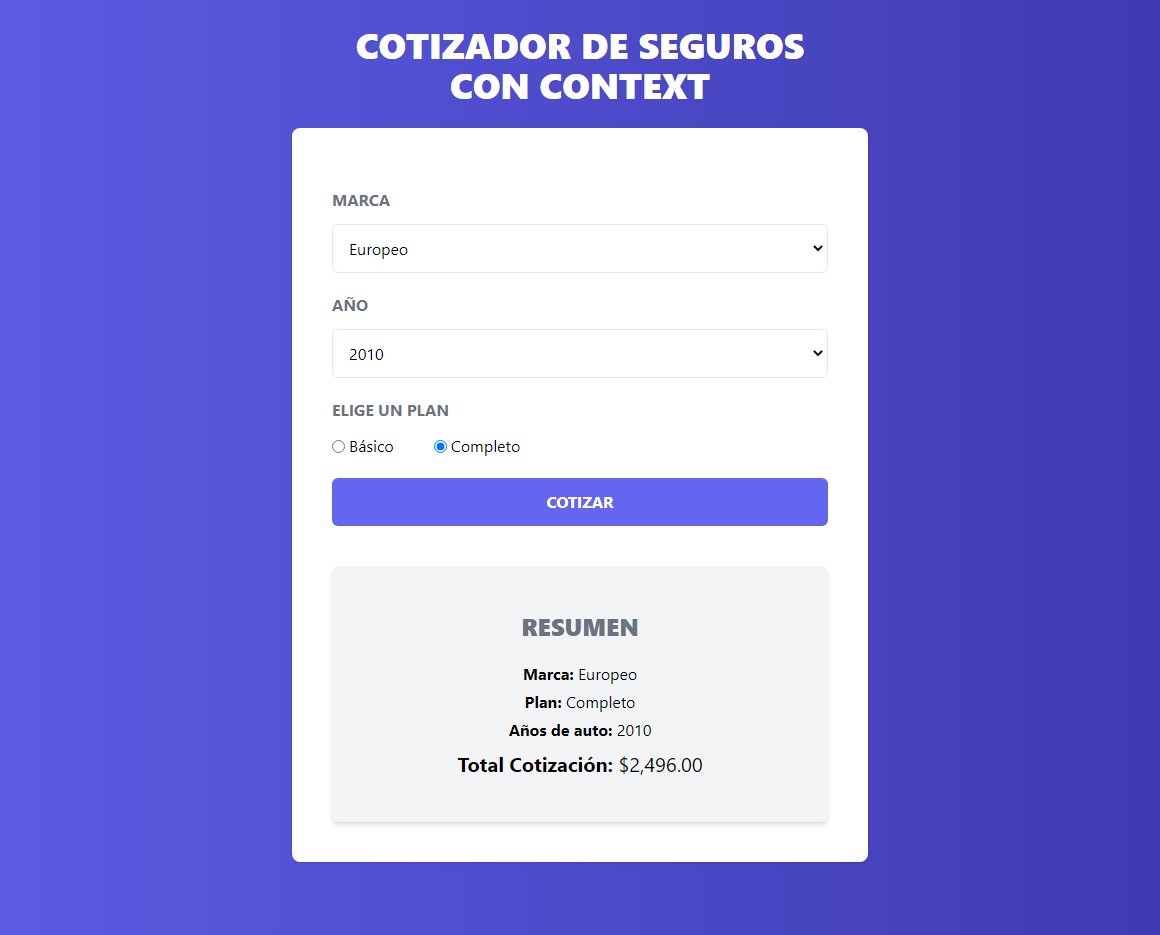 COTIZADOR DE SEGUROS
CON CONTEXT
MARCA
Europeo
AÑO
2010
ELIGE UN PLAN
Básico Completo
COTIZAR
RESUMEN
Marca: Europeo
Plan: Completo
Años de auto: 2010
Total Cotización: $2,496.00